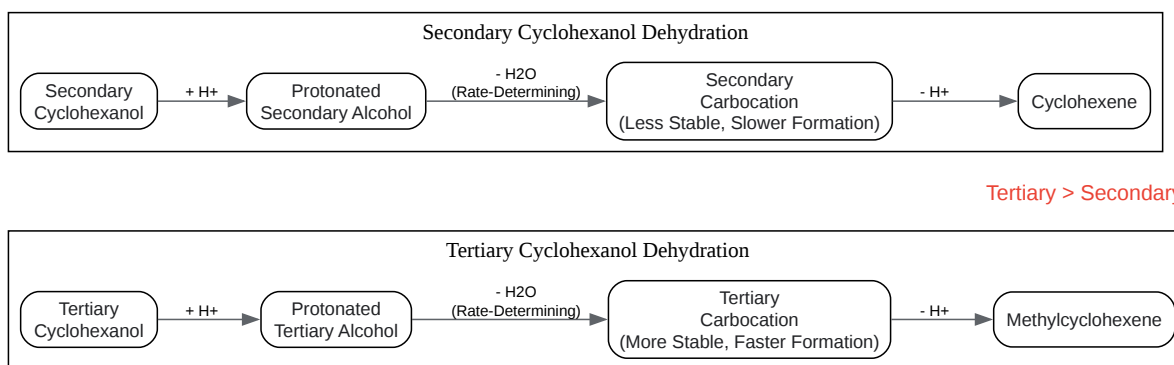 Secondary Cyclohexanol Dehydration
Secondary
Cyclohexanol
+ H+
Protonated
Secondary Alcohol
- H2O
(Rate-Determining)
Secondary
Carbocation
(Less Stable, Slower Formation)
- H+
Cyclohexene
Tertiary > Secondary
Tertiary Cyclohexanol Dehydration
Tertiary
Cyclohexanol
+ H+
Protonated
Tertiary Alcohol
- H2O
(Rate-Determining)
Tertiary
Carbocation
(More Stable, Faster Formation)
- H+
Methylcyclohexene